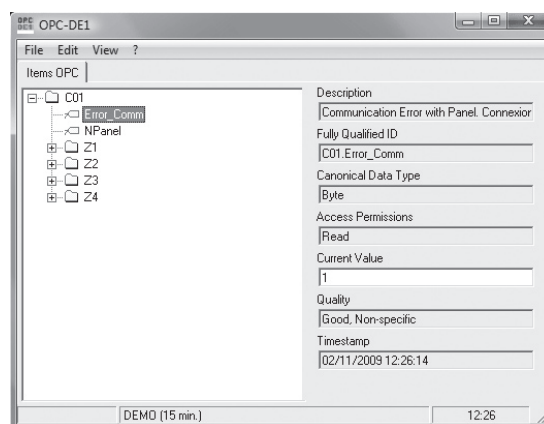 OPC-DE1
File Edit View ?
Items OPC
C01
Error_Comm
NPanel
Z1
Z2
Z3
Z4
Description
Communication Error with Panel. Connexior
Fully Qualified ID
C01.Error_Comm
Canonical Data Type
Byte
Access Permissions
Read
Current Value
1
Quality
Good, Non-specific
Timestamp
02/11/2009 12:26:14
DEMO (15 min.)
12:26